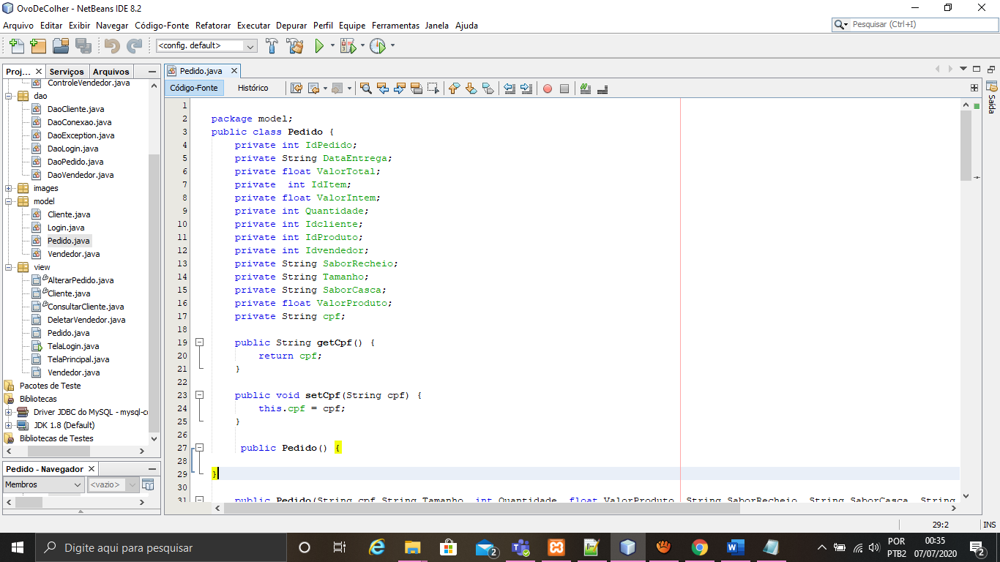 OvoDeColher - NetBeans IDE 8.2
Arquivo Editar Exibir Navegar Código-Fonte Refatorar Executar Depurar Perfil Equipe Ferramentas Janela Ajuda
Pesquisar (Ctrl+I)
<config. default>
Proj... Serviços Arquivos
ControleVendedor.java
dao
DaoCliente.java
DaoConexao.java
DaoException.java
DaoLogin.java
DaoPedido.java
DaoVendedor.java
images
model
Cliente.java
Login.java
Pedido.java
Vendedor.java
view
AlterarPedido.java
Cliente.java
ConsultarCliente.java
DeletarVendedor.java
Pedido.java
TelaLogin.java
TelaPrincipal.java
Vendedor.java
Pacotes de Teste
Bibliotecas
Driver JDBC do MySQL - mysql-c
JDK 1.8 (Default)
Bibliotecas de Testes
Pedido - Navegador
Membros <vazio>
Pedido.java
Código-Fonte Histórico
Saída
1
2 package model;
3 public class Pedido {
4 private int IdPedido;
5 private String DataEntrega;
6 private float ValorTotal;
7 private  int IdItem;
8 private float ValorIntem;
9 private int Quantidade;
10 private int Idcliente;
11 private int IdProduto;
12 private int Idvendedor;
13 private String SaborRecheio;
14 private String Tamanho;
15 private String SaborCasca;
16 private float ValorProduto;
17 private String cpf;
18
19 public String getCpf() {
20 return cpf;
21 }
22
23 public void setCpf(String cpf) {
24 this.cpf = cpf;
25 }
26
27 public Pedido() {
28
29 }
30
31 public Pedido(String cpf,String Tamanho, int Quantidade, float ValorProduto, String SaborRecheio, String SaborCasca, String
29:2 INS
Digite aqui para pesquisar
2
POR
PTB2
00:35
07/07/2020
2